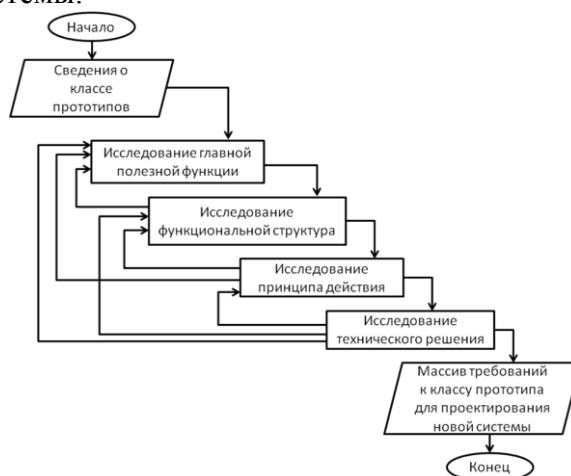 стемы.
Начало
Сведения о
классе
прототипов
Исследование главной
полезной функции
Исследование
функциональной структура
Исследование
принципа действия
Исследование
технического решения
Массив требований
к классу прототипа
для проектирования
новой системы
Конец